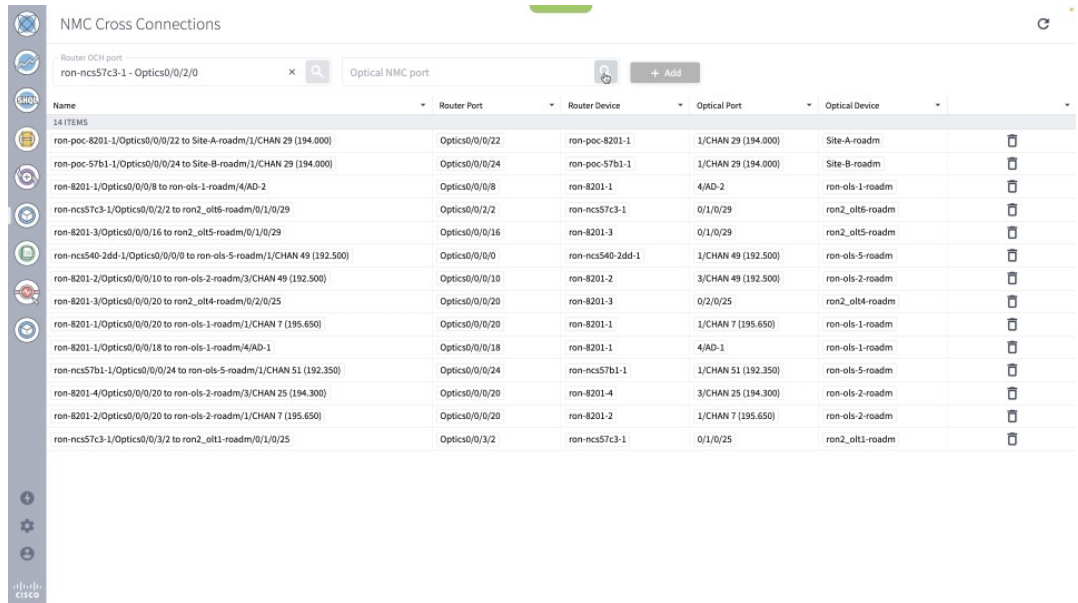 NMC Cross Connections
Router OCH port
ron-ncs57c3-1 - Optics0/0/2/0 ×
Optical NMC port
+ Add
SHQL
Name Router Port Router Device Optical Port Optical Device
14 ITEMS
ron-poc-8201-1/Optics0/0/0/22 to Site-A-roadm/1/CHAN 29 (194.000) Optics0/0/0/22 ron-poc-8201-1 1/CHAN 29 (194.000) Site-A-roadm
ron-poc-57b1-1/Optics0/0/0/24 to Site-B-roadm/1/CHAN 29 (194.000) Optics0/0/0/24 ron-poc-57b1-1 1/CHAN 29 (194.000) Site-B-roadm
ron-8201-1/Optics0/0/0/8 to ron-ols-1-roadm/4/AD-2 Optics0/0/0/8 ron-8201-1 4/AD-2 ron-ols-1-roadm
ron-ncs57c3-1/Optics0/0/2/2 to ron2_olt6-roadm/0/1/0/29 Optics0/0/2/2 ron-ncs57c3-1 0/1/0/29 ron2_olt6-roadm
ron-8201-3/Optics0/0/0/16 to ron2_olt5-roadm/0/1/0/29 Optics0/0/0/16 ron-8201-3 0/1/0/29 ron2_olt5-roadm
ron-ncs540-2dd-1/Optics0/0/0/0 to ron-ols-5-roadm/1/CHAN 49 (192.500) Optics0/0/0/0 ron-ncs540-2dd-1 1/CHAN 49 (192.500) ron-ols-5-roadm
ron-8201-2/Optics0/0/0/10 to ron-ols-2-roadm/3/CHAN 49 (192.500) Optics0/0/0/10 ron-8201-2 3/CHAN 49 (192.500) ron-ols-2-roadm
ron-8201-3/Optics0/0/0/20 to ron2_olt4-roadm/0/2/0/25 Optics0/0/0/20 ron-8201-3 0/2/0/25 ron2_olt4-roadm
ron-8201-1/Optics0/0/0/20 to ron-ols-1-roadm/1/CHAN 7 (195.650) Optics0/0/0/20 ron-8201-1 1/CHAN 7 (195.650) ron-ols-1-roadm
ron-8201-1/Optics0/0/0/18 to ron-ols-1-roadm/4/AD-1 Optics0/0/0/18 ron-8201-1 4/AD-1 ron-ols-1-roadm
ron-ncs57b1-1/Optics0/0/0/24 to ron-ols-5-roadm/1/CHAN 51 (192.350) Optics0/0/0/24 ron-ncs57b1-1 1/CHAN 51 (192.350) ron-ols-5-roadm
ron-8201-4/Optics0/0/0/20 to ron-ols-2-roadm/3/CHAN 25 (194.300) Optics0/0/0/20 ron-8201-4 3/CHAN 25 (194.300) ron-ols-2-roadm
ron-8201-2/Optics0/0/0/20 to ron-ols-2-roadm/1/CHAN 7 (195.650) Optics0/0/0/20 ron-8201-2 1/CHAN 7 (195.650) ron-ols-2-roadm
ron-ncs57c3-1/Optics0/0/3/2 to ron2_olt1-roadm/0/1/0/25 Optics0/0/3/2 ron-ncs57c3-1 0/1/0/25 ron2_olt1-roadm
CISCO